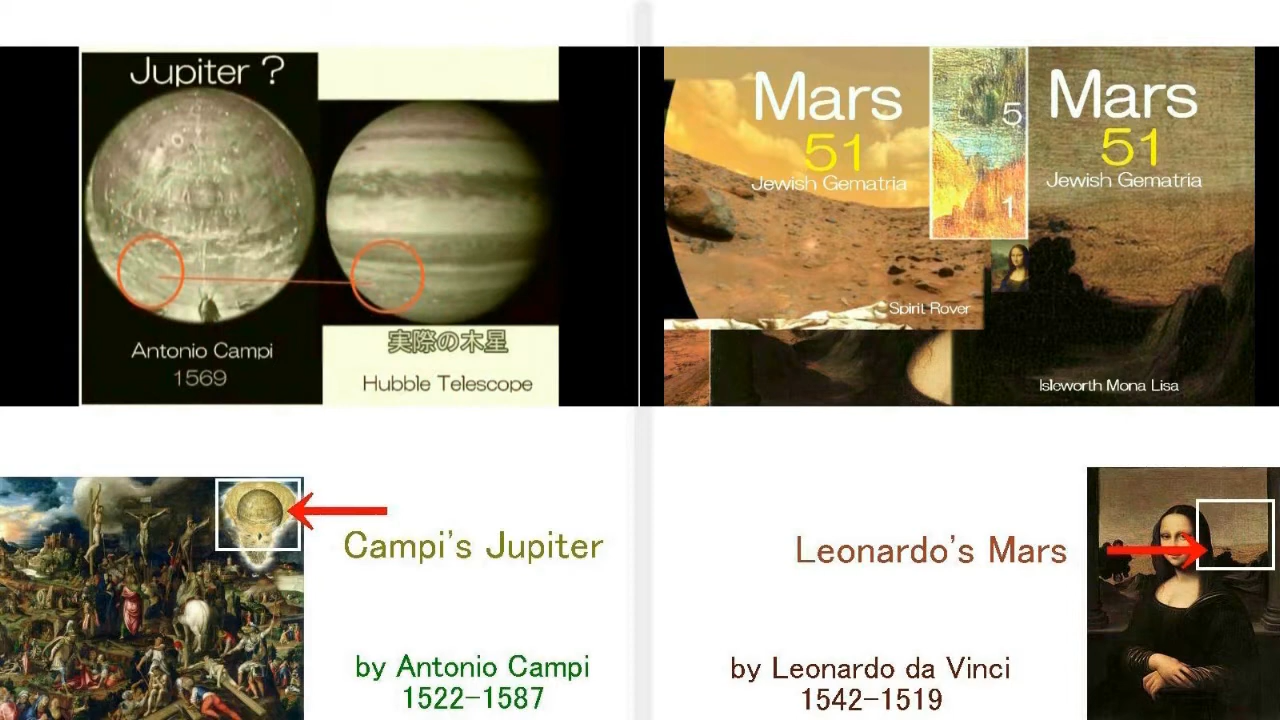 Jupiter ?
Antonio Campi
1569
実際の木星
Hubble Telescope
Mars
51
Jewish Gematria
Spirit Rover
5
1
Mars
51
Jewish Gematria
Isleworth Mona Lisa
Campi's Jupiter
by Antonio Campi
1522-1587
Leonardo's Mars
by Leonardo da Vinci
1542-1519